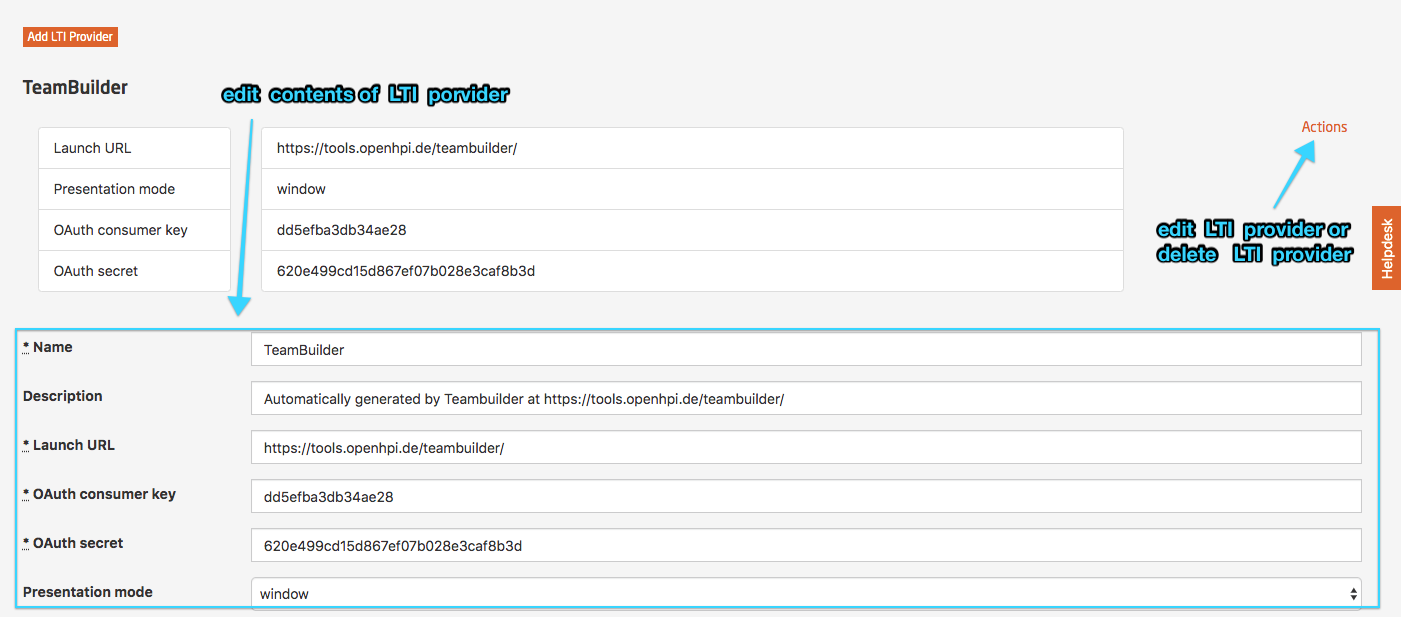 Add LTI Provider
TeamBuilder
edit contents of LTI porvider
Actions
Launch URL https://tools.openhpi.de/teambuilder/
Presentation mode window
OAuth consumer key dd5efba3db34ae28
OAuth secret 620e499cd15d867ef07b028e3caf8b3d
edit LTI provider or
delete LTI provider
Helpdesk
* Name TeamBuilder
Description Automatically generated by Teambuilder at https://tools.openhpi.de/teambuilder/
* Launch URL https://tools.openhpi.de/teambuilder/
* OAuth consumer key dd5efba3db34ae28
* OAuth secret 620e499cd15d867ef07b028e3caf8b3d
Presentation mode window